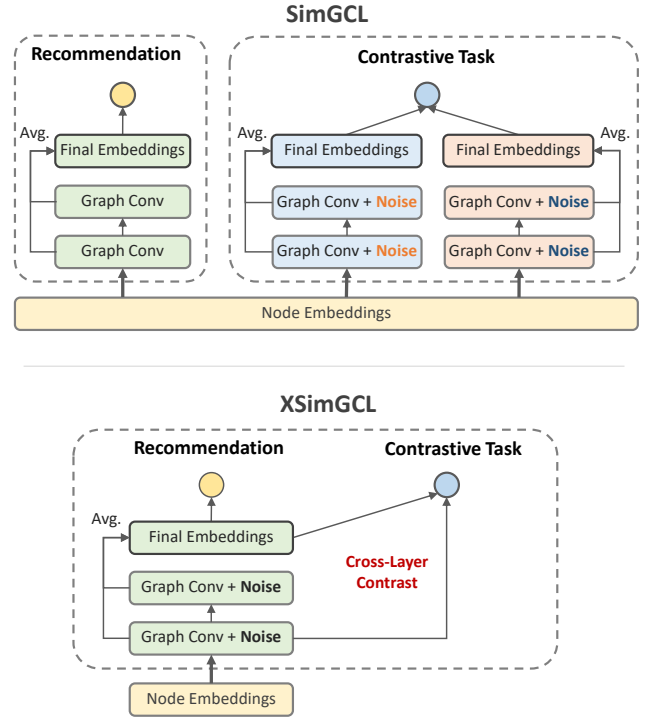 SimGCL
Recommendation
Contrastive Task
Avg.
Final Embeddings
Graph Conv
Graph Conv
Final Embeddings
Graph Conv + Noise
Graph Conv + Noise
Avg.
Final Embeddings
Graph Conv + Noise
Graph Conv + Noise
Avg.
Node Embeddings
XSimGCL
Recommendation
Contrastive Task
Avg.
Final Embeddings
Cross-Layer
Contrast
Graph Conv + Noise
Graph Conv + Noise
Node Embeddings